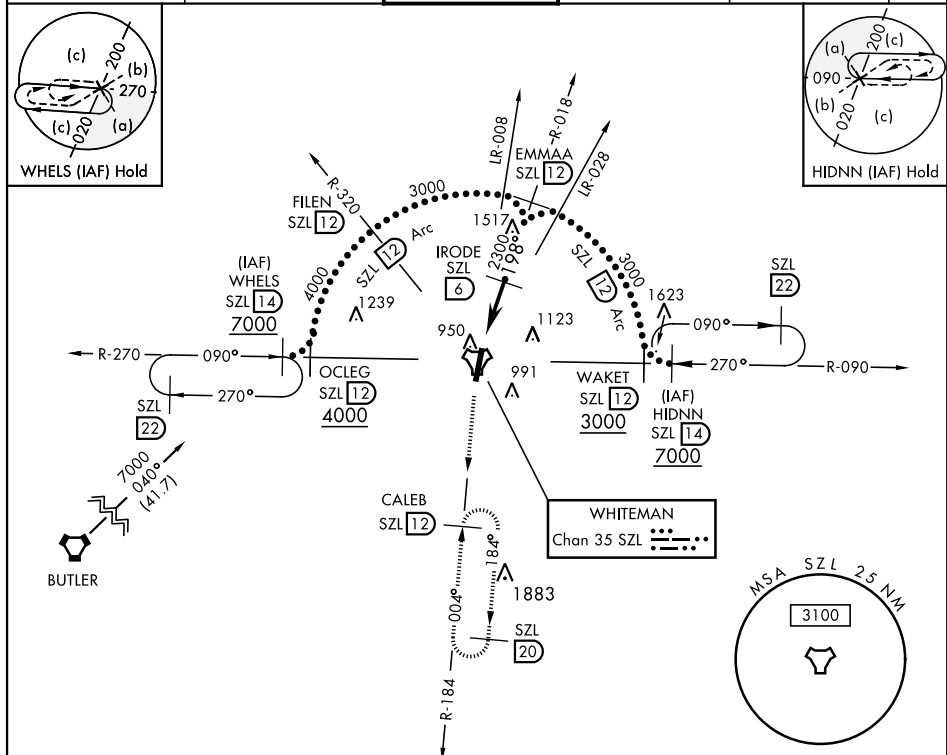 (c)
200
(b)
270
(c)
020
(a)
WHELS (IAF) Hold
(a)
200
(c)
090
(b)
020
(c)
HIDNN (IAF) Hold
LR-008
R-018
LR-028
EMMAA
SZL 12
R-320
3000
FILEN
SZL 12
SZL 12 Arc
1517
2300
198°
IRODE
SZL
6
SZL 12 Arc
3000
(IAF)
WHELS
SZL 14
7000
4000
1239
950
1123
1623
SZL
22
090°
R-270
090°
270°
OCLEG
SZL 12
4000
991
WAKET
SZL 12
3000
270°
R-090
(IAF)
HIDNN
SZL 14
7000
SZL
22
7000
040°
(41.7)
BUTLER
CALEB
SZL 12
WHITEMAN
Chan 35 SZL
184°
004°
1883
SZL
20
R-184
MSA SZL 25 NM
3100